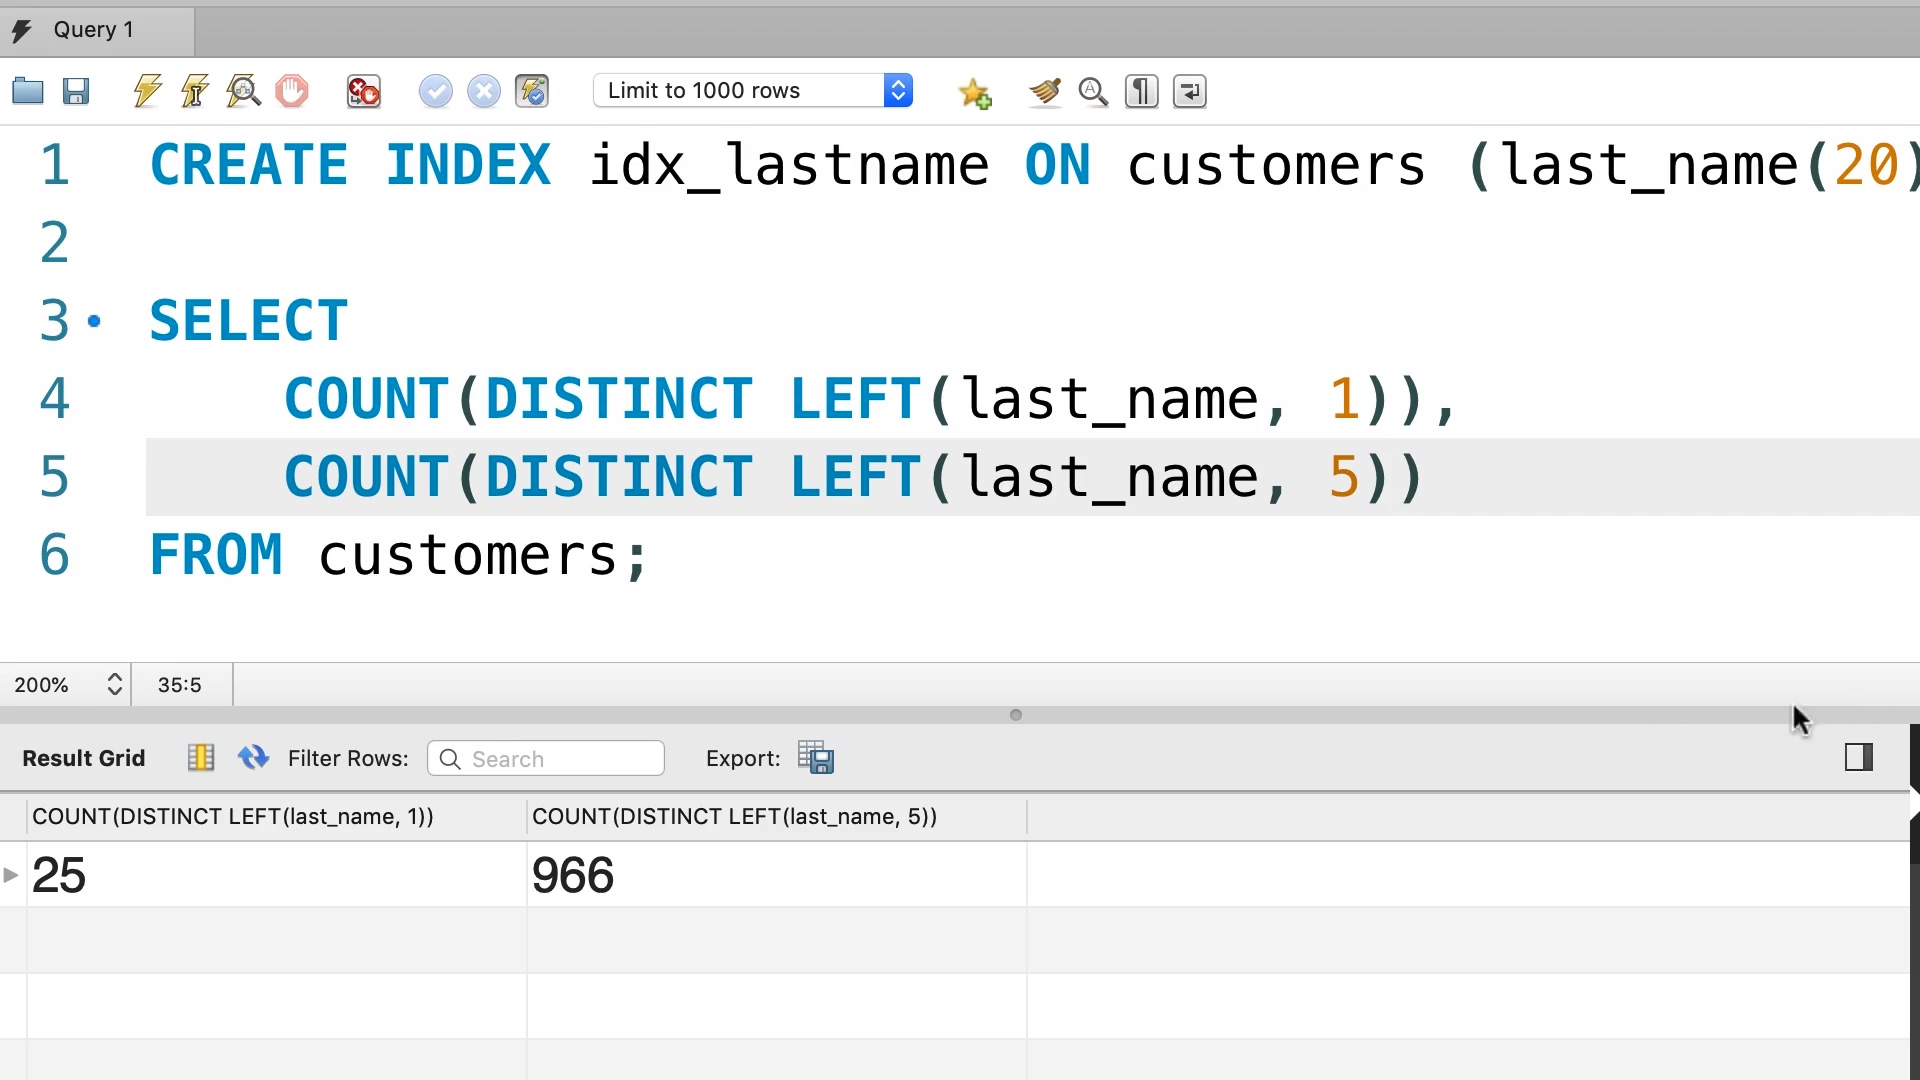 Query 1
Limit to 1000 rows
1 CREATE INDEX idx_lastname ON customers (last_name(20)
2
3 SELECT
4 COUNT(DISTINCT LEFT(last_name, 1)),
5 COUNT(DISTINCT LEFT(last_name, 5))
6 FROM customers;
200% 35:5
Result Grid Filter Rows: Search Export:
COUNT(DISTINCT LEFT(last_name, 1)) COUNT(DISTINCT LEFT(last_name, 5))
25 966